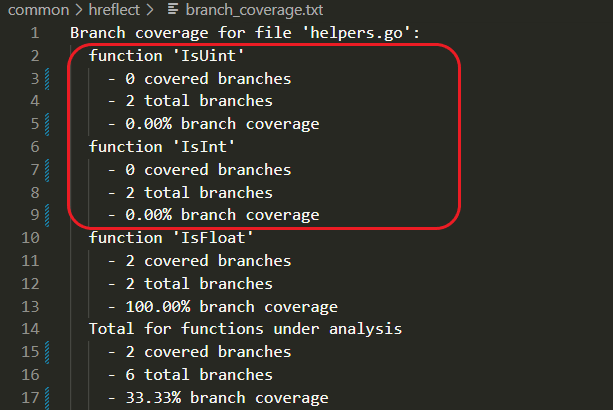 common > hreflect > branch_coverage.txt
1 Branch coverage for file 'helpers.go':
2 function 'IsUint'
3 - 0 covered branches
4 - 2 total branches
5 - 0.00% branch coverage
6 function 'IsInt'
7 - 0 covered branches
8 - 2 total branches
9 - 0.00% branch coverage
10 function 'IsFloat'
11 - 2 covered branches
12 - 2 total branches
13 - 100.00% branch coverage
14 Total for functions under analysis
15 - 2 covered branches
16 - 6 total branches
17 - 33.33% branch coverage